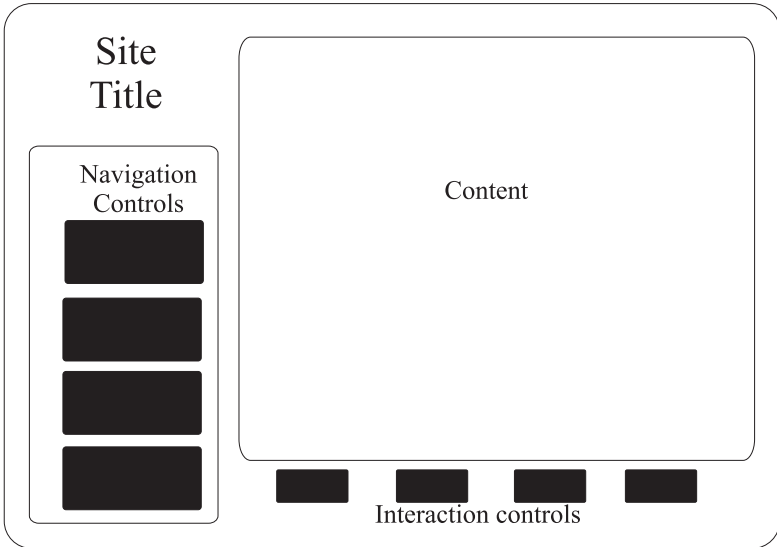 Site
Title
Navigation
Controls
Content
Interaction controls